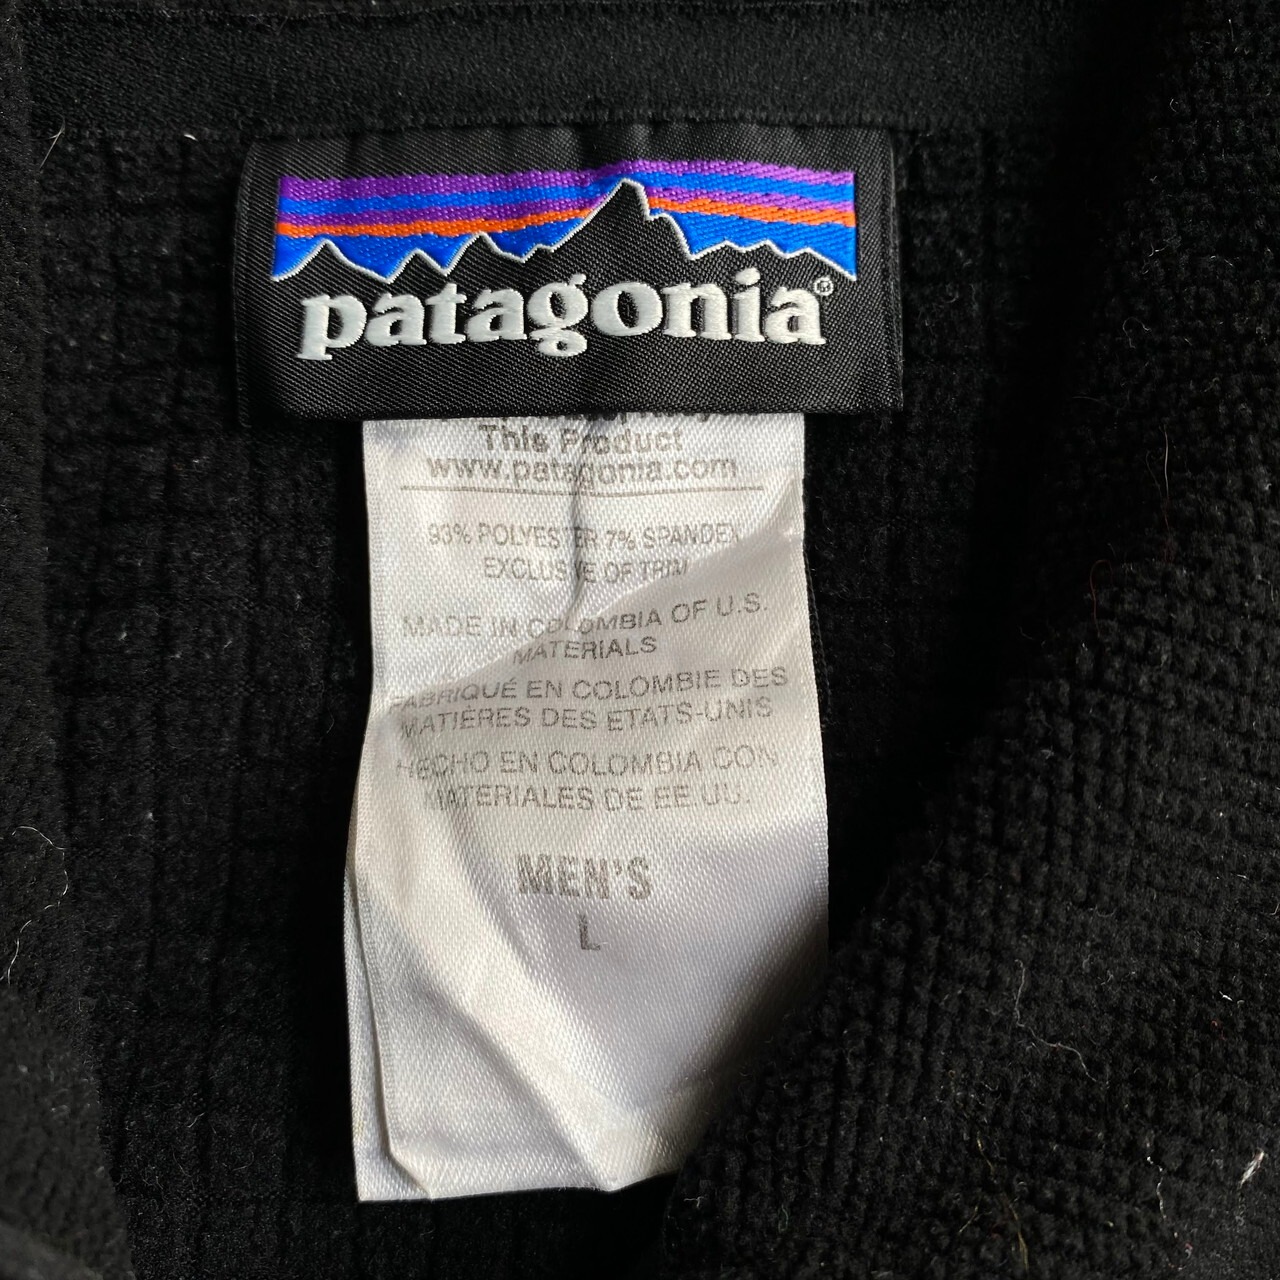 patagonia®
This Product
www.patagonia.com
93% POLYESTER 7% SPANDEX
EXCLUSIVE OF TRIM
MADE IN COLOMBIA OF U.S.
MATERIALS
FABRIQUÉ EN COLOMBIE DES
MATIÈRES DES ETATS-UNIS
HECHO EN COLOMBIA CON
MATERIALES DE EE.UU.
MEN'S
L